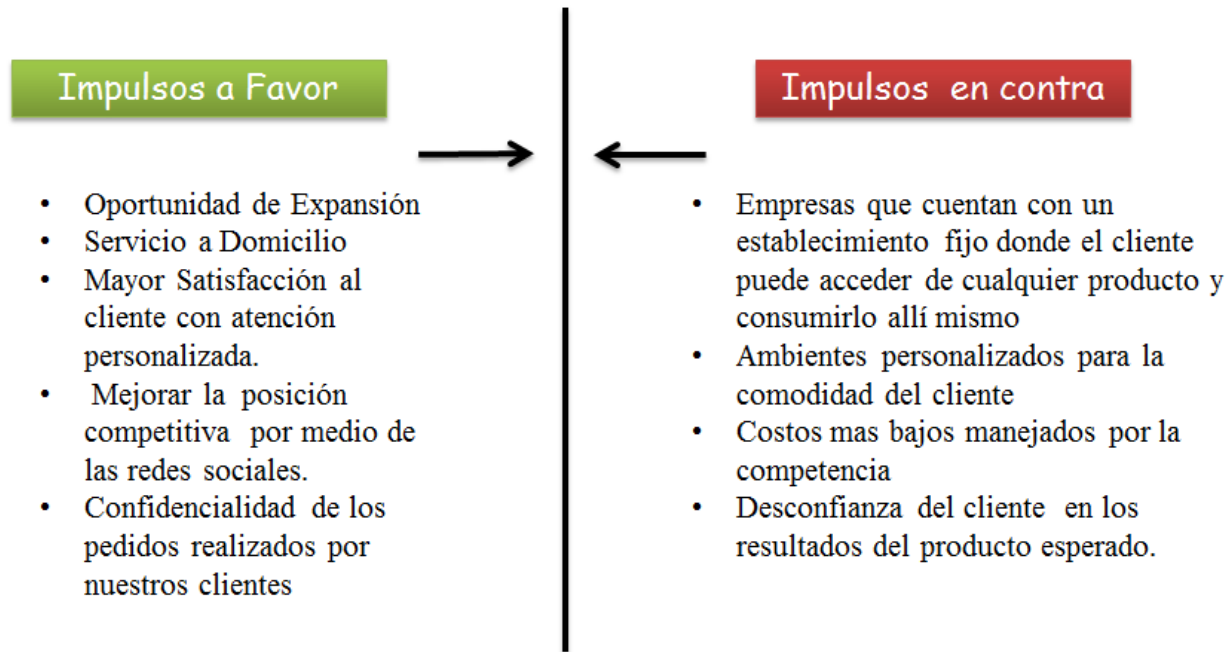 Impulsos a Favor
• Oportunidad de Expansión
• Servicio a Domicilio
• Mayor Satisfacción al
cliente con atención
personalizada.
• Mejorar la posición
competitiva por medio de
las redes sociales.
• Confidencialidad de los
pedidos realizados por
nuestros clientes
Impulsos en contra
• Empresas que cuentan con un
establecimiento fijo donde el cliente
puede acceder de cualquier producto y
consumirlo allí mismo
• Ambientes personalizados para la
comodidad del cliente
• Costos mas bajos manejados por la
competencia
• Desconfianza del cliente en los
resultados del producto esperado.